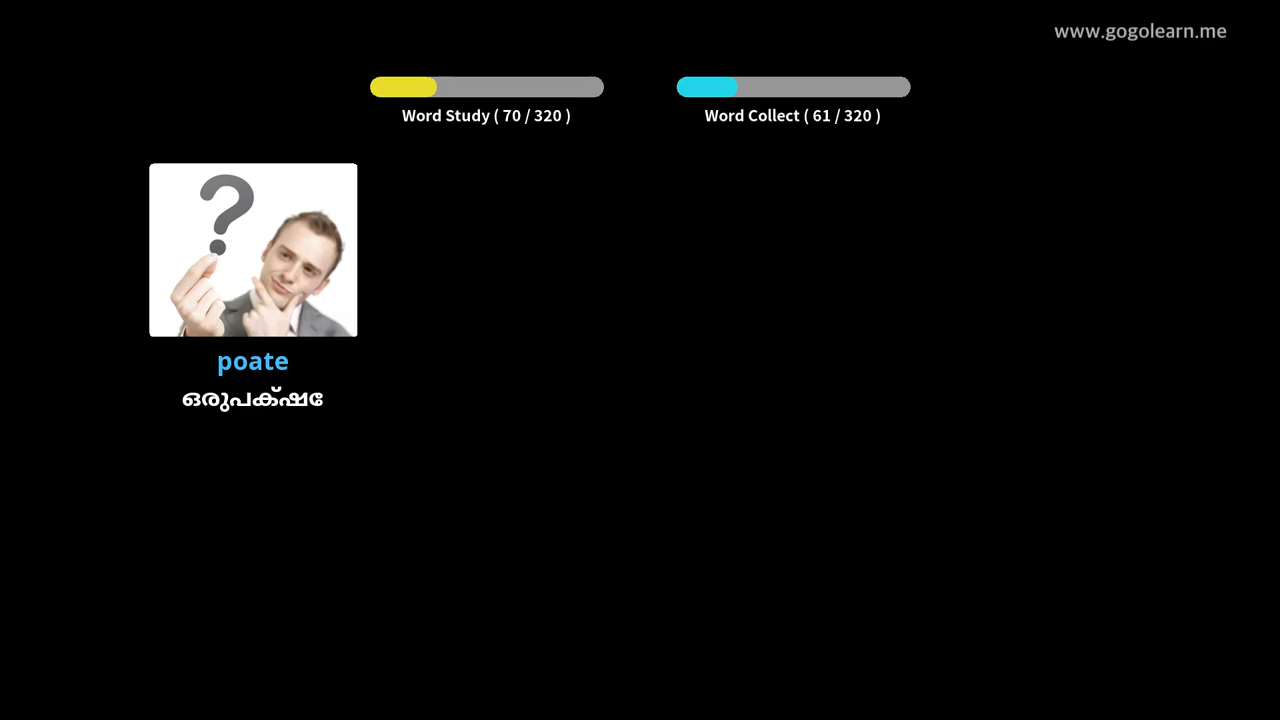 www.gogolearn.me
Word Study ( 70 / 320 )
Word Collect ( 61 / 320 )
?
poate
ഒരുപക്ഷേ